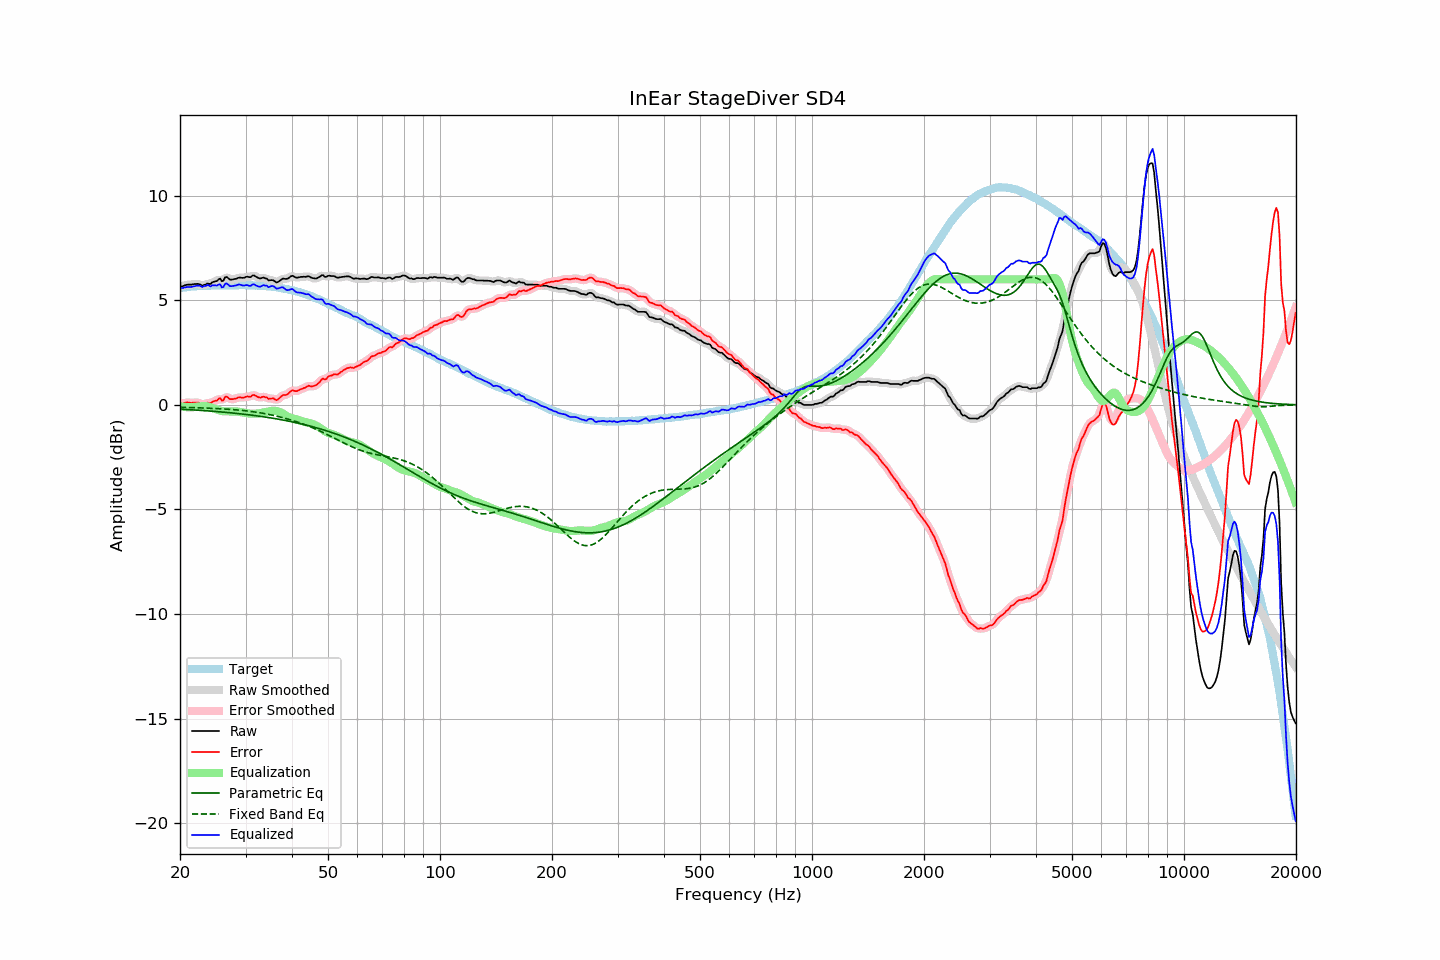 InEar StageDiver SD4
Amplitude (dBr)
10
5
0
−5
−10
−15
−20
Target
Raw Smoothed
Error Smoothed
Raw
Error
Equalization
Parametric Eq
Fixed Band Eq
Equalized
20 50 100 200 500 1000 2000 5000 10000 20000
Frequency (Hz)